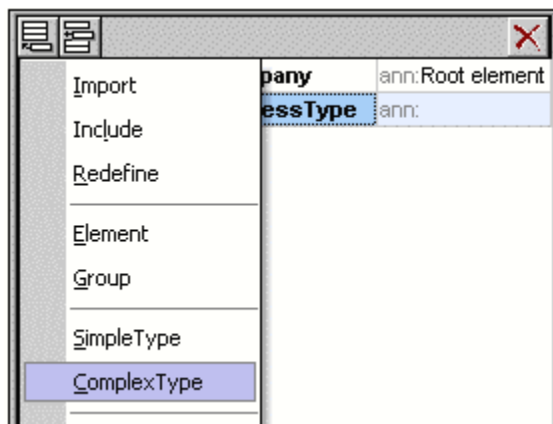 Import
pany ann:Root element
Include
essType ann:
Redefine
Element
Group
SimpleType
ComplexType